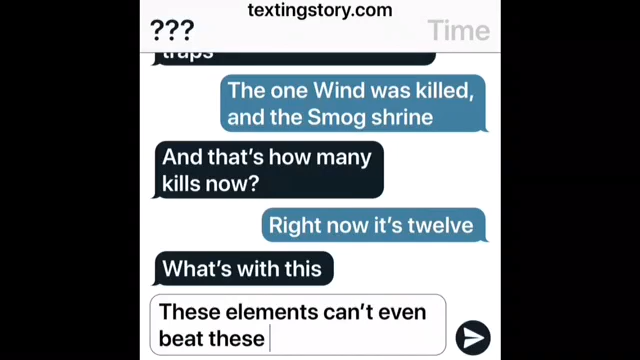 textingstory.com
??? Time
traps
The one Wind was killed,
and the Smog shrine
And that's how many
kills now?
Right now it's twelve
What's with this
These elements can't even
beat these